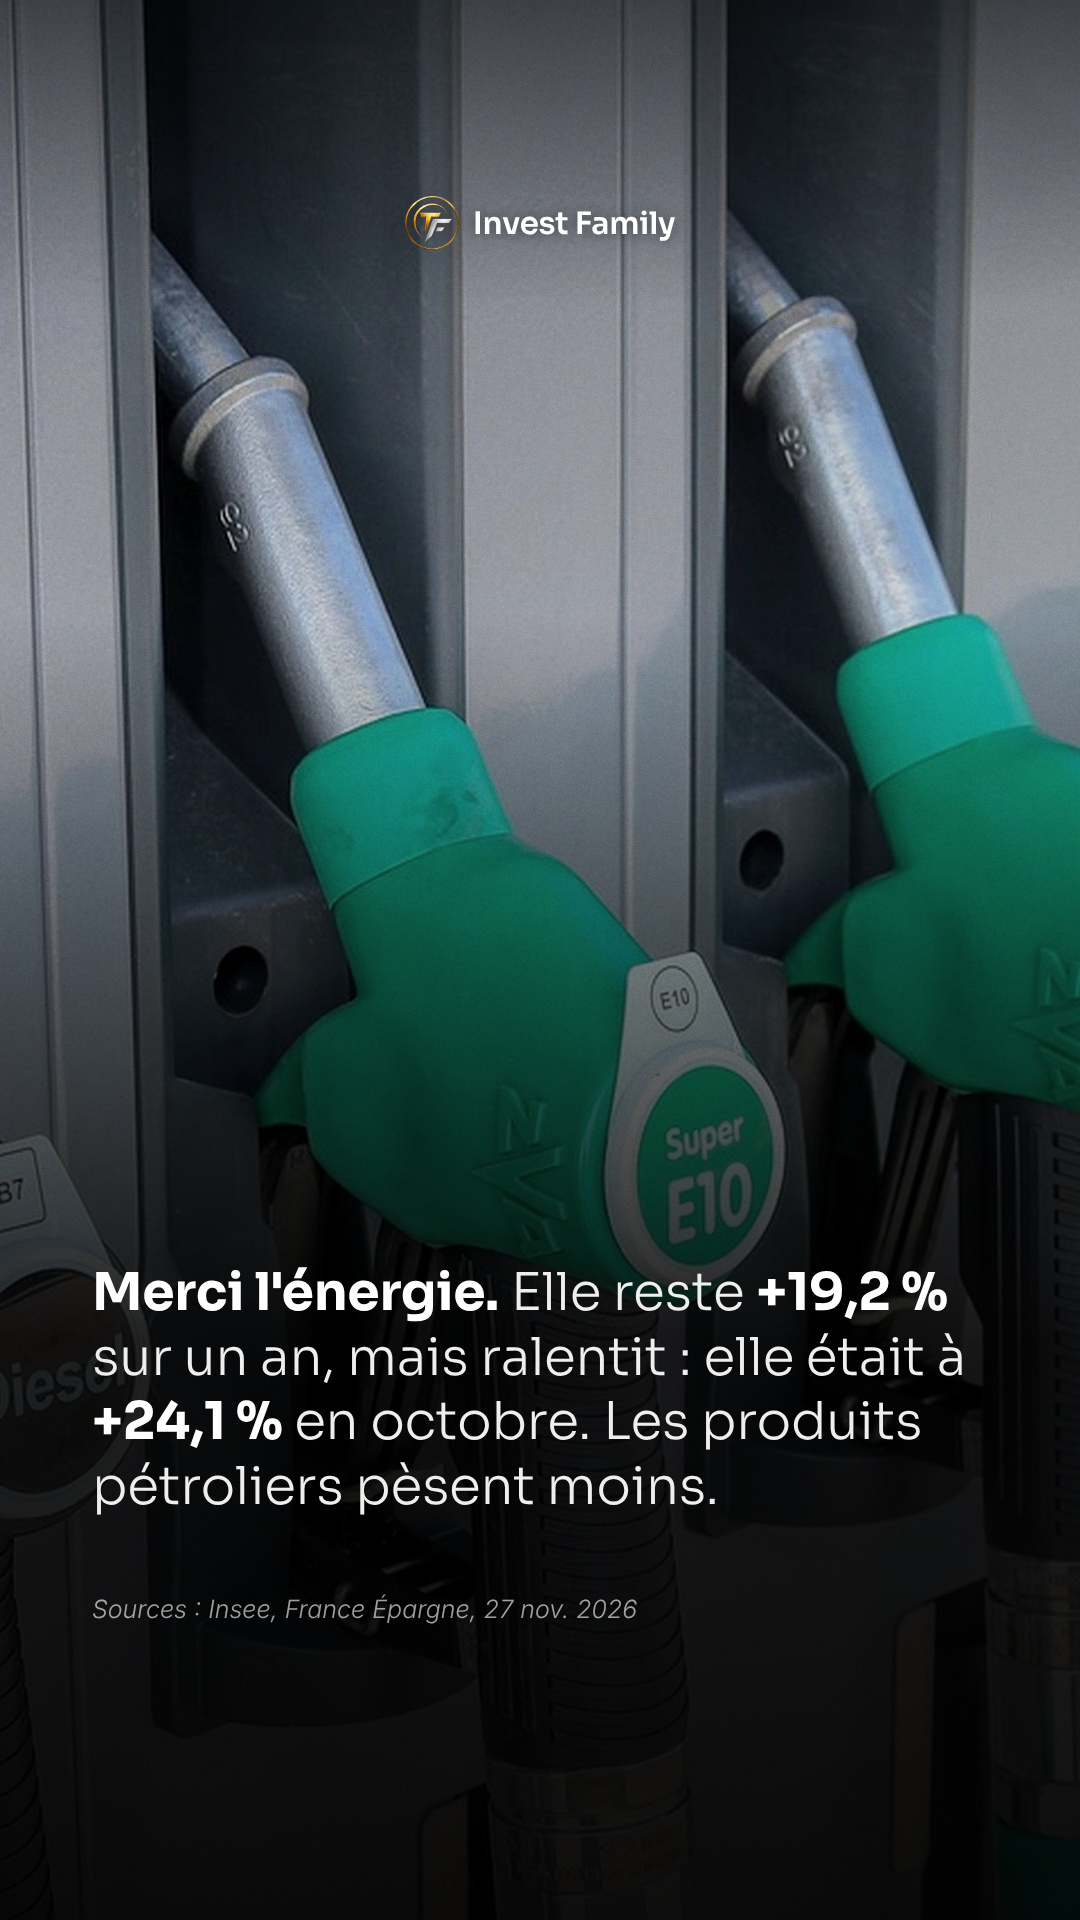 Invest Family
E10
Super
E10
B7
Diesel
Merci l'énergie. Elle reste +19,2 %
sur un an, mais ralentit : elle était à
+24,1 % en octobre. Les produits
pétroliers pèsent moins.
Sources : Insee, France Épargne, 27 nov. 2026